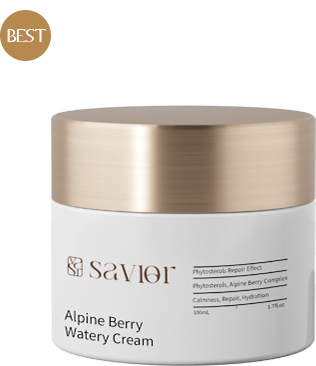 BEST
savior
Phytosterols Repair Effect
Phytosterols, Alpine Berry Complex
Calmness, Repair, Hydration
100mL 3.7fl oz
Alpine Berry
Watery Cream